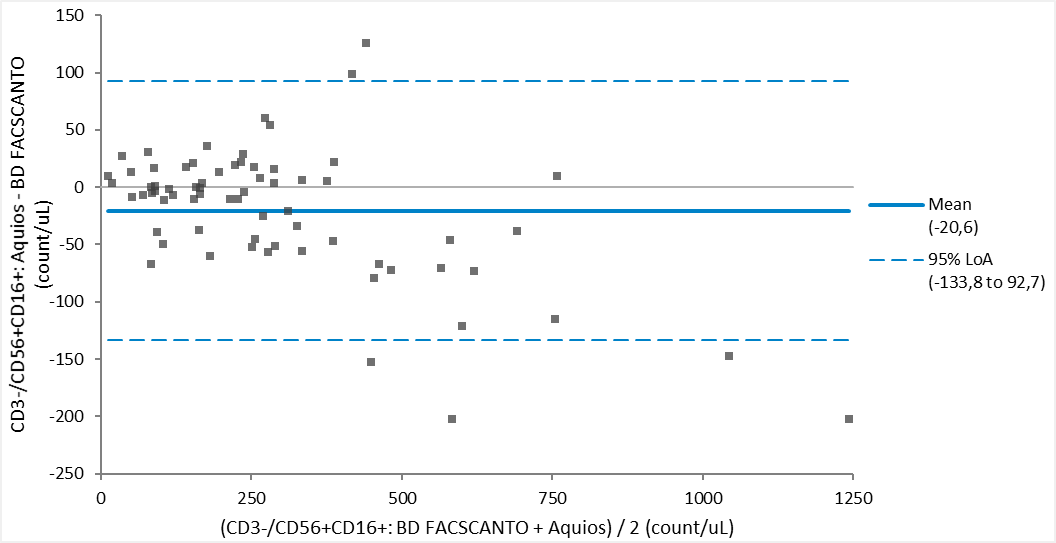 150
100
50
0
-50
-100
-150
-200
-250
CD3-/CD56+CD16+: Aquios - BD FACSCANTO
(count/uL)
0
250
500
750
1000
1250
(CD3-/CD56+CD16+: BD FACSCANTO + Aquios) / 2 (count/uL)
Mean
(-20,6)
95% LoA
(-133,8 to 92,7)